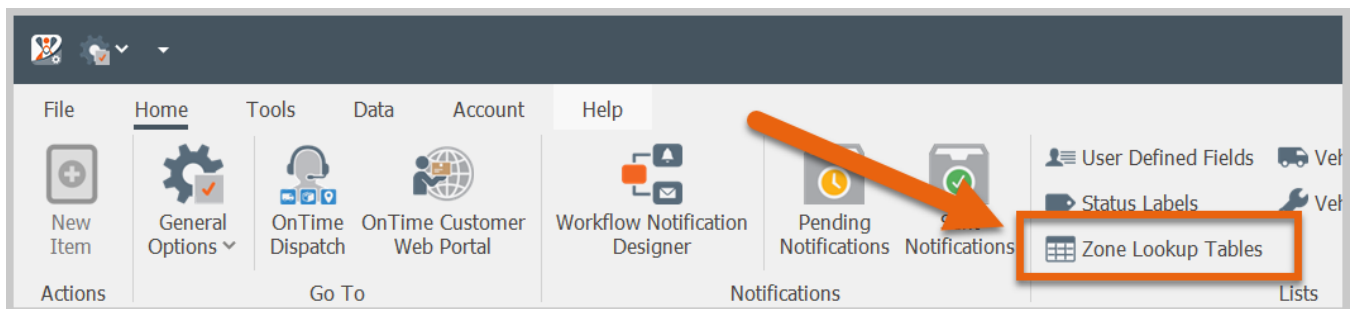 File Home Tools Data Account Help
New
Item
General
Options
OnTime
Dispatch
OnTime Customer
Web Portal
Workflow Notification
Designer
Pending
Notifications
Notifications
User Defined Fields
Status Labels
Zone Lookup Tables
Actions Go To Notifications Lists